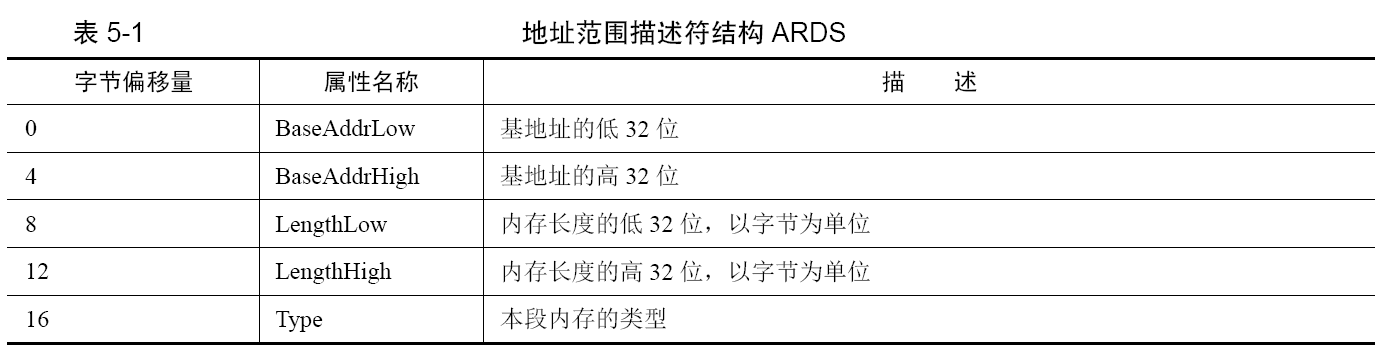 表 5-1 地址范围描述符结构 ARDS
字节偏移量 属性名称 描 述
0 BaseAddrLow 基地址的低 32 位
4 BaseAddrHigh 基地址的高 32 位
8 LengthLow 内存长度的低 32 位，以字节为单位
12 LengthHigh 内存长度的高 32 位，以字节为单位
16 Type 本段内存的类型